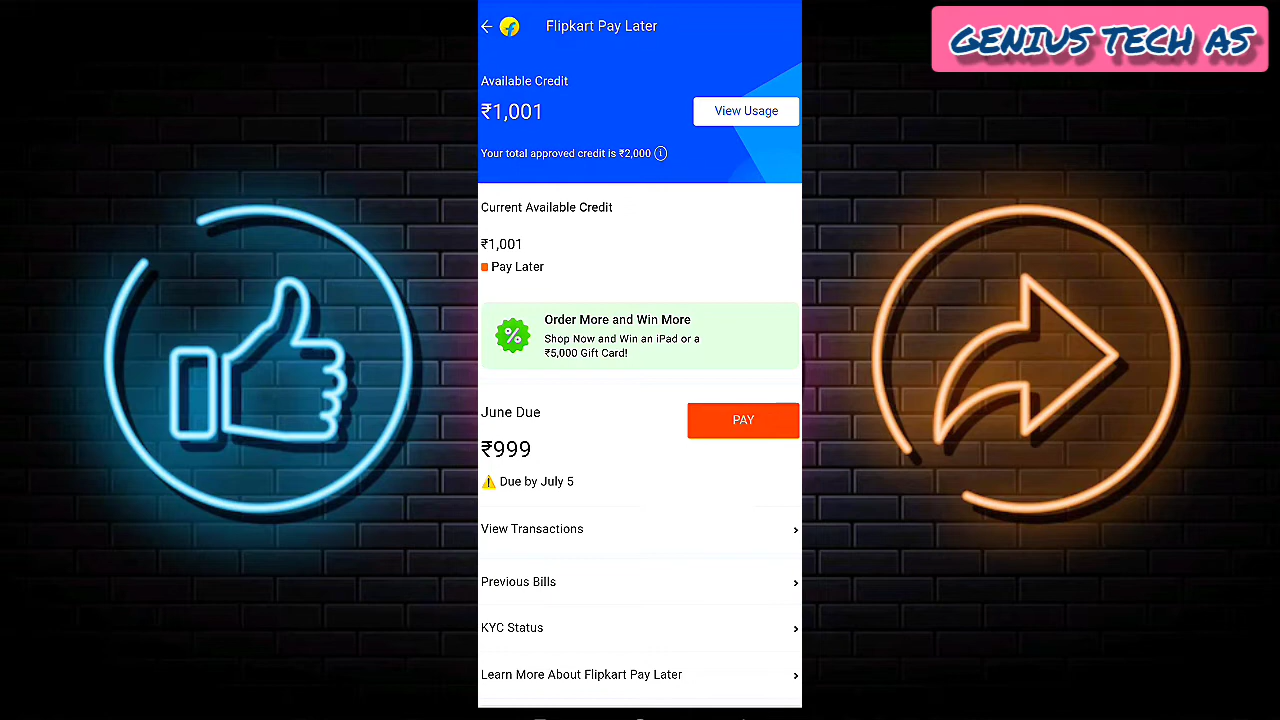 GENIUS TECH AS
Flipkart Pay Later
Available Credit
₹1,001
View Usage
Your total approved credit is ₹2,000
Current Available Credit
₹1,001
Pay Later
Order More and Win More
Shop Now and Win an iPad or a
₹5,000 Gift Card!
June Due
PAY
₹999
Due by July 5
View Transactions
Previous Bills
KYC Status
Learn More About Flipkart Pay Later